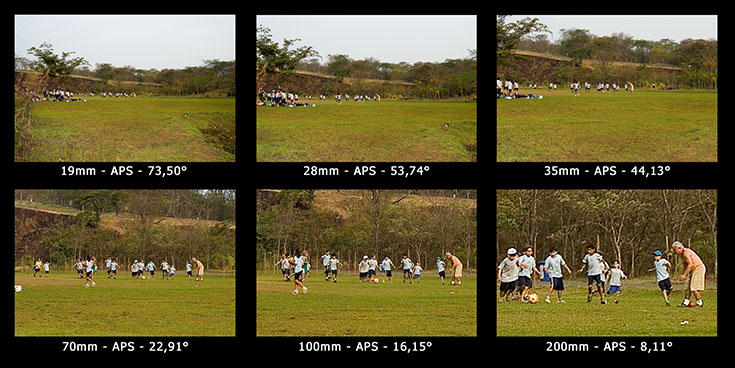 19mm - APS - 73,50°
28mm - APS - 53,74°
35mm - APS - 44,13°
70mm - APS - 22,91°
100mm - APS - 16,15°
200mm - APS - 8,11°